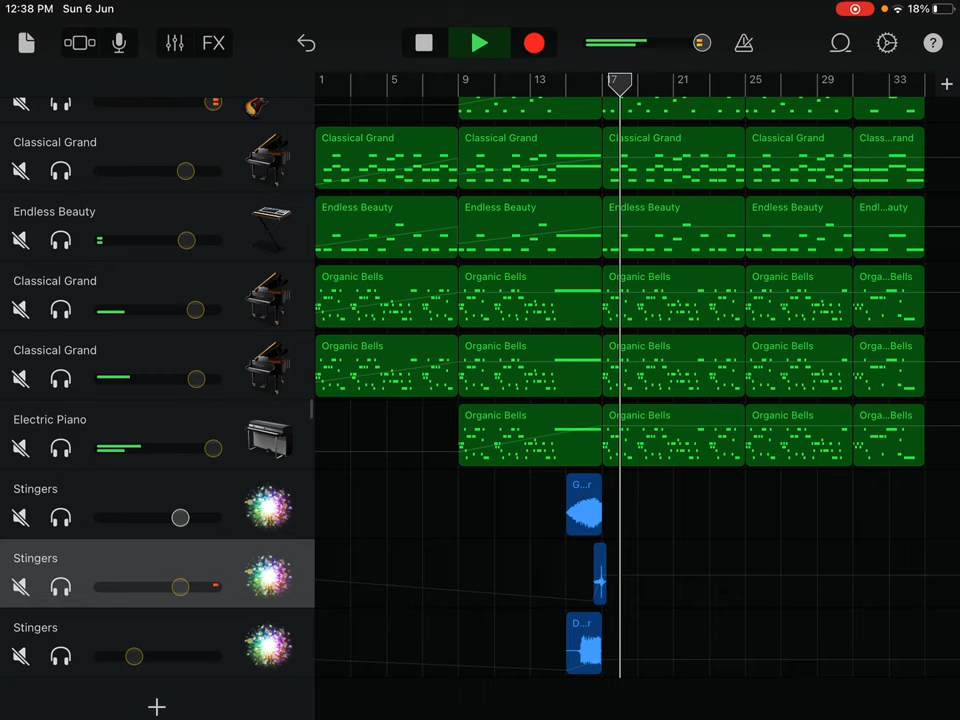 12:38 PM Sun 6 Jun
18%
FX
?
1 5 9 13 17 21 25 29 33
Classical Grand
Classical Grand Classical Grand Classical Grand Classical Grand Class...rand
Endless Beauty
Endless Beauty Endless Beauty Endless Beauty Endless Beauty Endl...auty
Classical Grand
Organic Bells Organic Bells Organic Bells Organic Bells Orga...Bells
Classical Grand
Organic Bells Organic Bells Organic Bells Organic Bells Orga...Bells
Electric Piano
Organic Bells Organic Bells Organic Bells Orga...Bells
Stingers
G...r
Stingers
Stingers
D...r